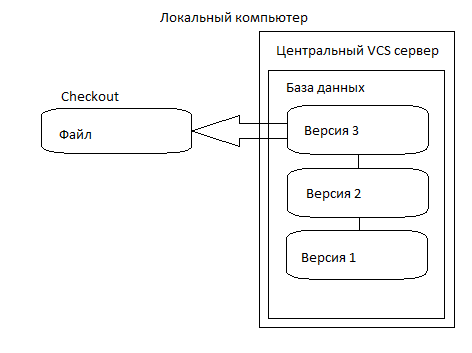 Локальный компьютер
Центральный VCS сервер
База данных
Checkout
Файл
Версия 3
Версия 2
Версия 1